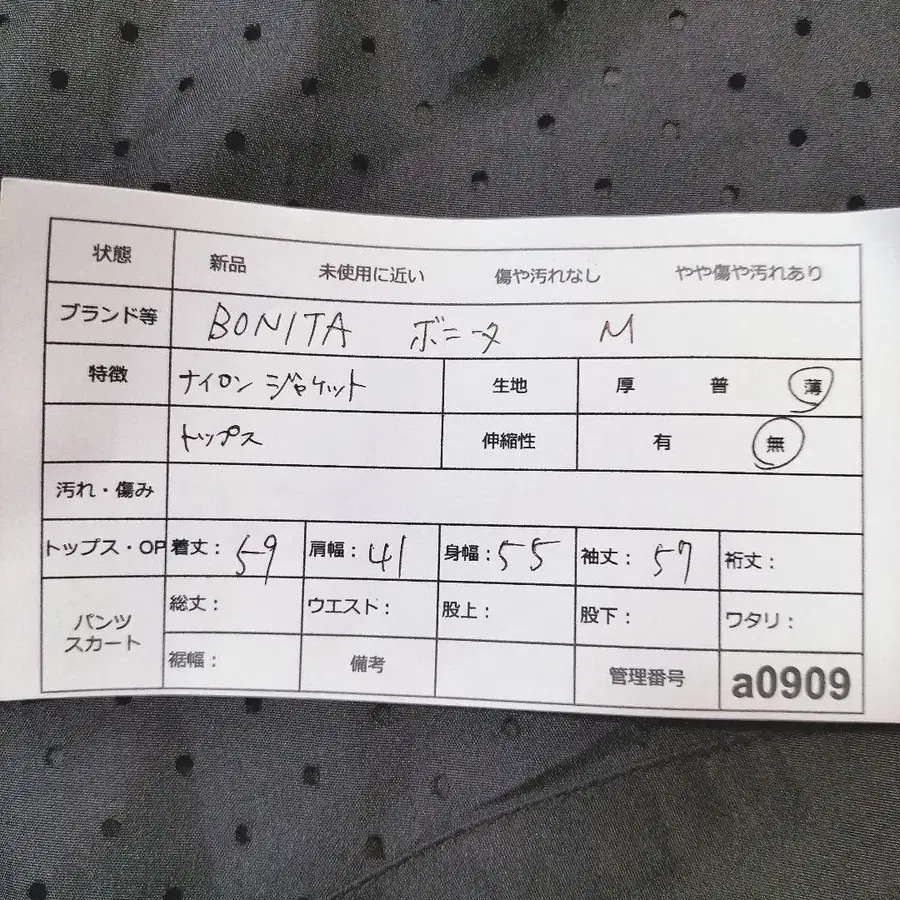 状態 新品 未使用に近い 傷や汚れなし やや傷や汚れあり
ブランド等 BONITA ボニータ M
特徴 ナイロンジャケット 生地 厚 普 薄
トップス 伸縮性 有 無
汚れ・傷み
トップス・OP 着丈：59 肩幅：41 身幅：55 袖丈：57 裄丈：
パンツ
スカート
総丈： ウエスト： 股上： 股下： ワタリ：
裾幅： 備考 管理番号 a0909